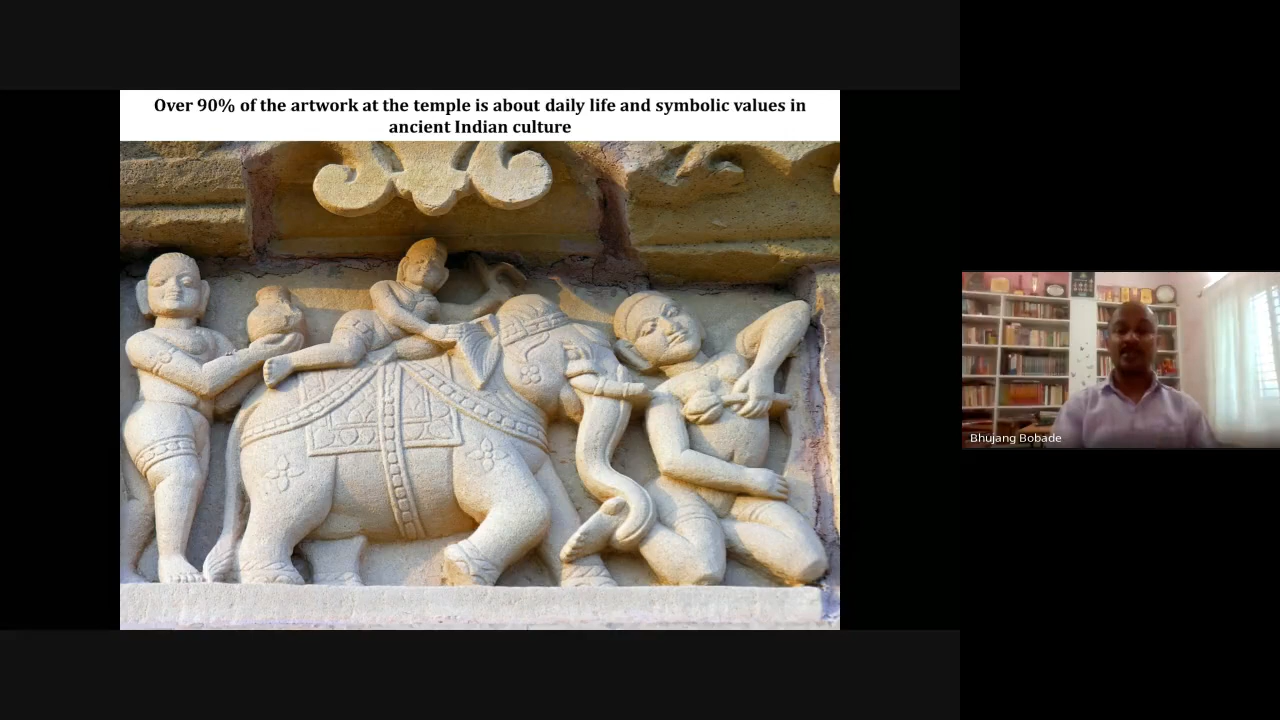 Over 90% of the artwork at the temple is about daily life and symbolic values in
ancient Indian culture
Bhujang Bobade